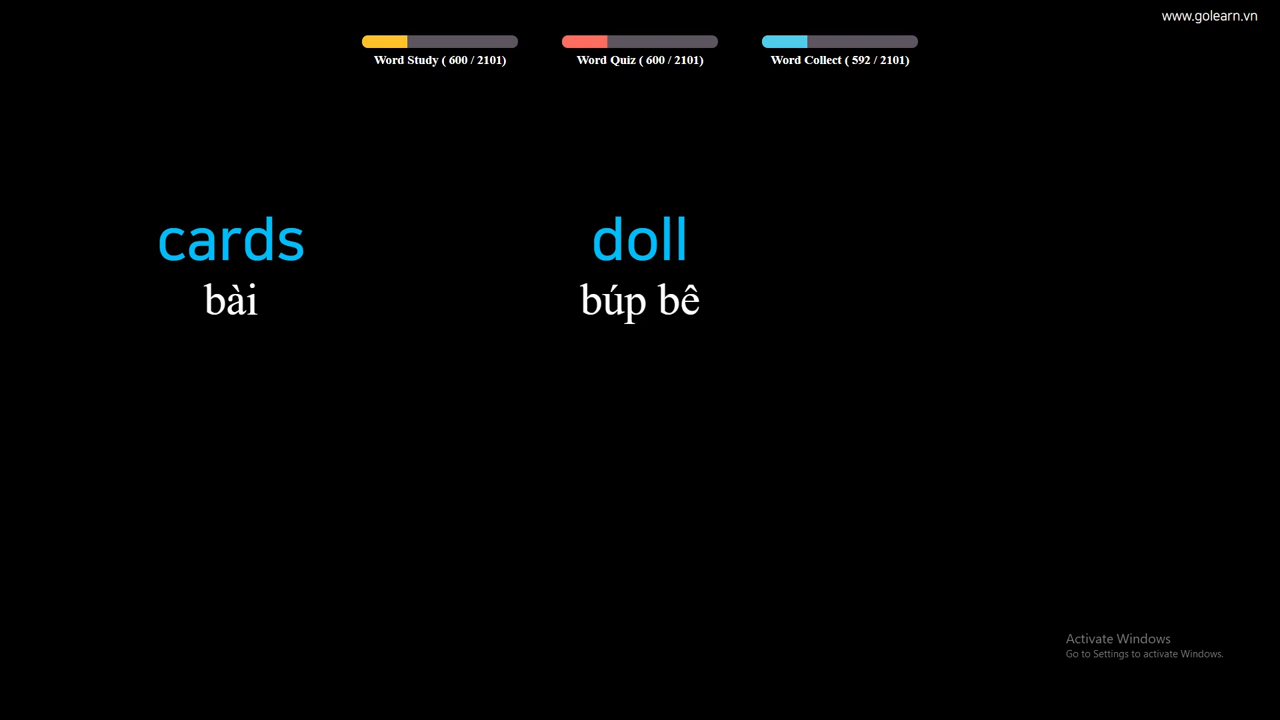 www.golearn.vn
Word Study ( 600 / 2101)
Word Quiz ( 600 / 2101)
Word Collect ( 592 / 2101)
cards
bài
doll
búp bê
Activate Windows
Go to Settings to activate Windows.